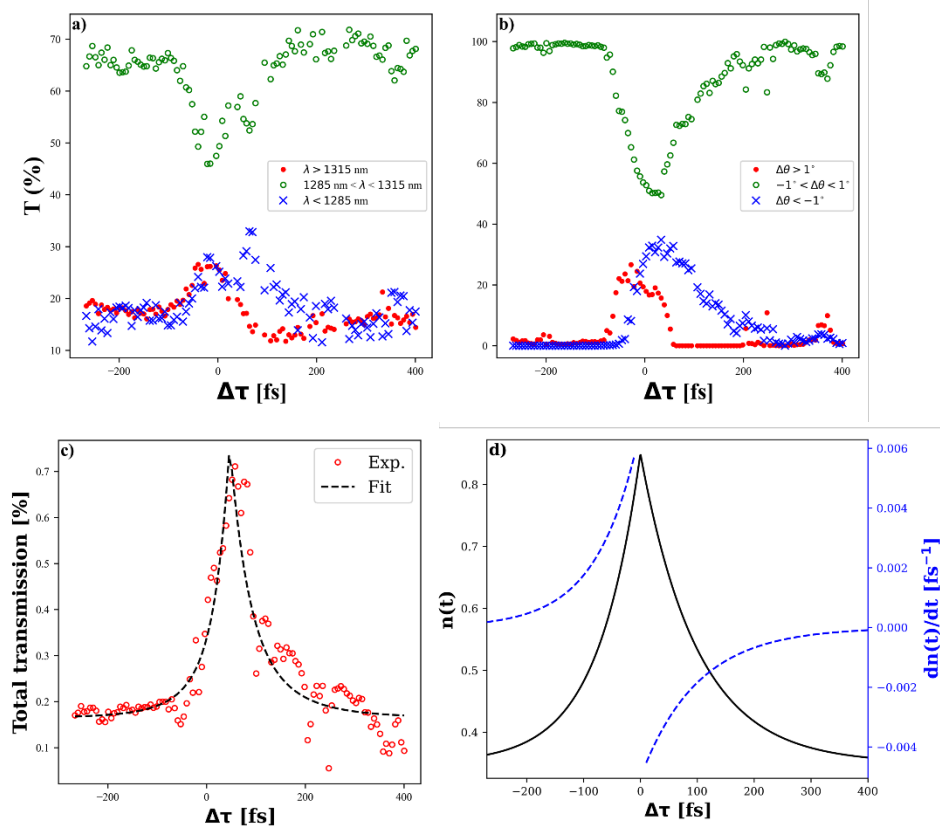 a)
T (%)
70
60
50
40
30
20
10
λ > 1315 nm
1285 nm < λ < 1315 nm
λ < 1285 nm
−200
0
200
400
Δτ [fs]
b)
100
80
60
40
20
0
Δθ > 1°
−1° < Δθ < 1°
Δθ < −1°
−200
0
200
400
Δτ [fs]
c)
Total transmission [%]
0.7
0.6
0.5
0.4
0.3
0.2
0.1
Exp.
Fit
−200
0
200
400
Δτ [fs]
d)
n(t)
0.8
0.7
0.6
0.5
0.4
−200
−100
0
100
200
300
400
Δτ [fs]
0.006
0.004
0.002
0.000
−0.002
−0.004
dn(t)/dt [fs⁻¹]